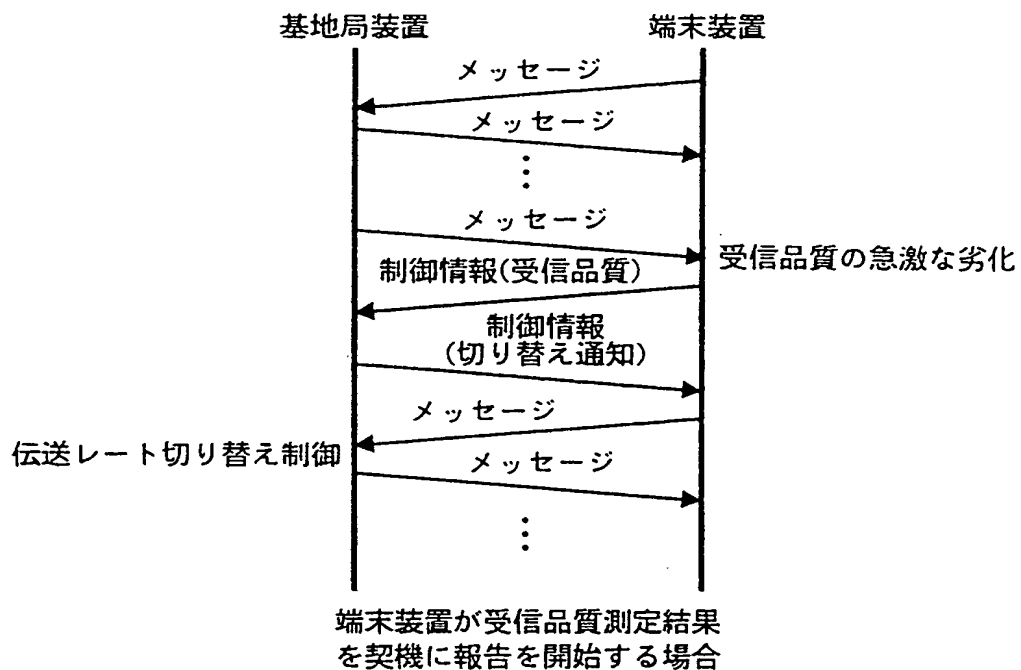 基地局装置
端末装置
メッセージ
メッセージ
メッセージ
受信品質の急激な劣化
制御情報(受信品質)
制御情報
(切り替え通知)
メッセージ
伝送レート切り替え制御
メッセージ
端末装置が受信品質測定結果
を契機に報告を開始する場合